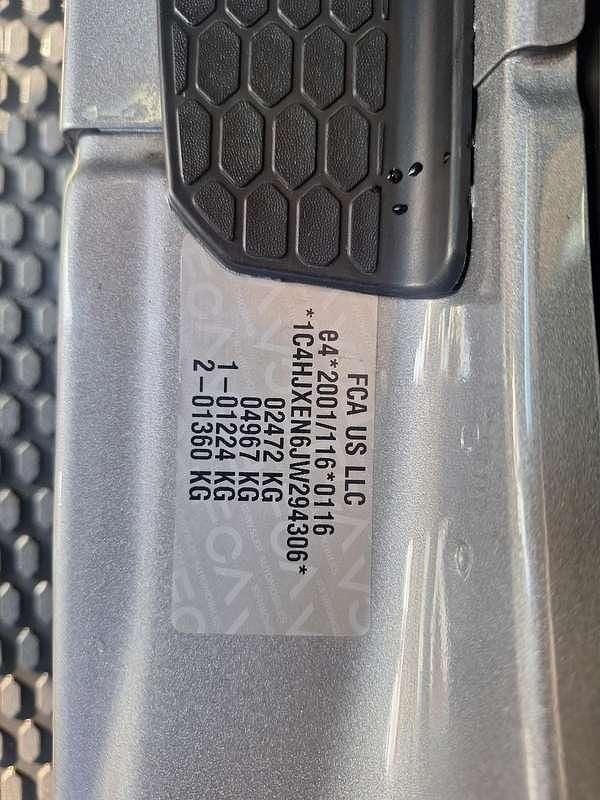 FCA US LLC
e4*2001/116*0116
*1C4HJXEN6JW294306*
02472 KG
04967 KG
1-01224 KG
2-01360 KG